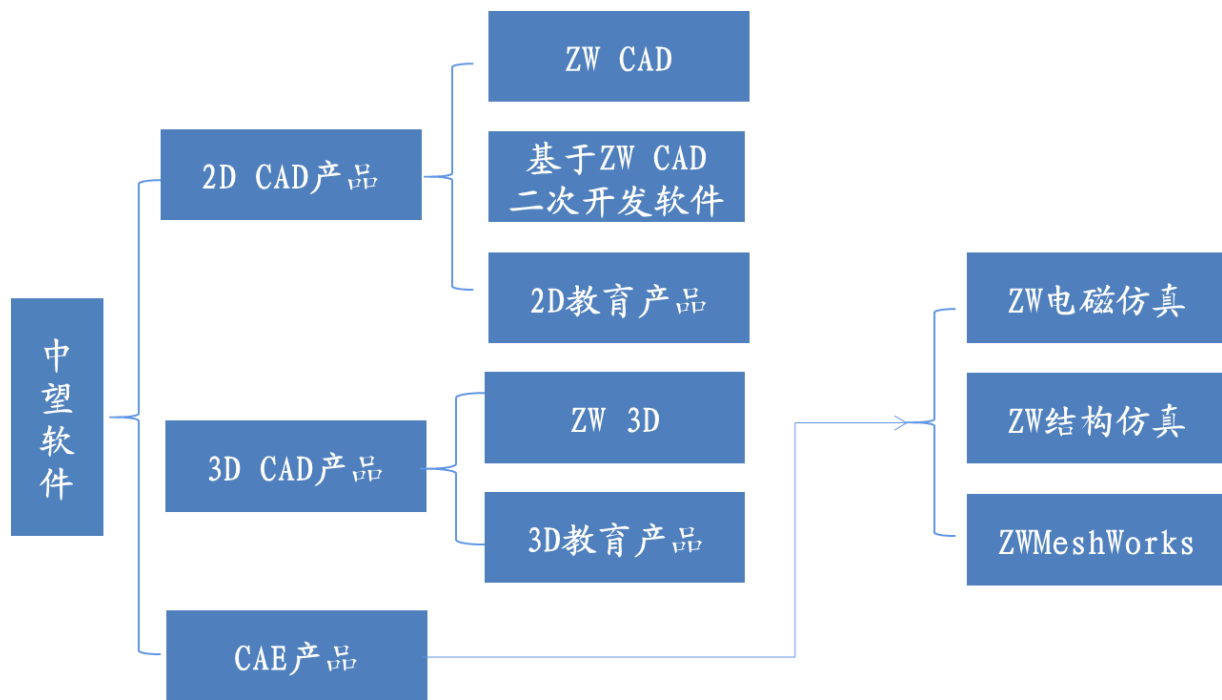 中望软件
2D CAD产品
ZW CAD
基于ZW CAD
二次开发软件
2D教育产品
3D CAD产品
ZW 3D
3D教育产品
CAE产品
ZW电磁仿真
ZW结构仿真
ZWMeshWorks